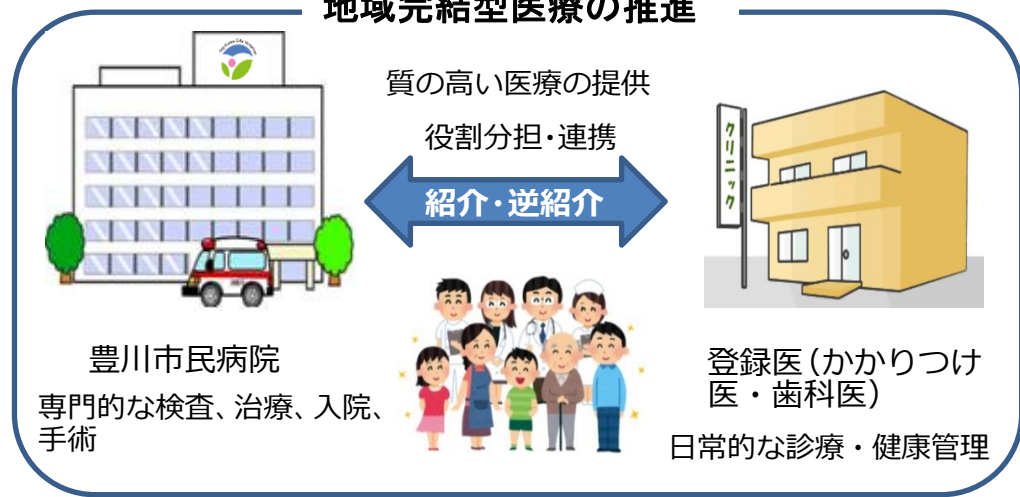 地域完結型医療の推進
質の高い医療の提供
役割分担・連携
紹介・逆紹介
クリニック
豊川市民病院
専門的な検査、治療、入院、
手術
登録医（かかりつけ
医・歯科医）
日常的な診療・健康管理